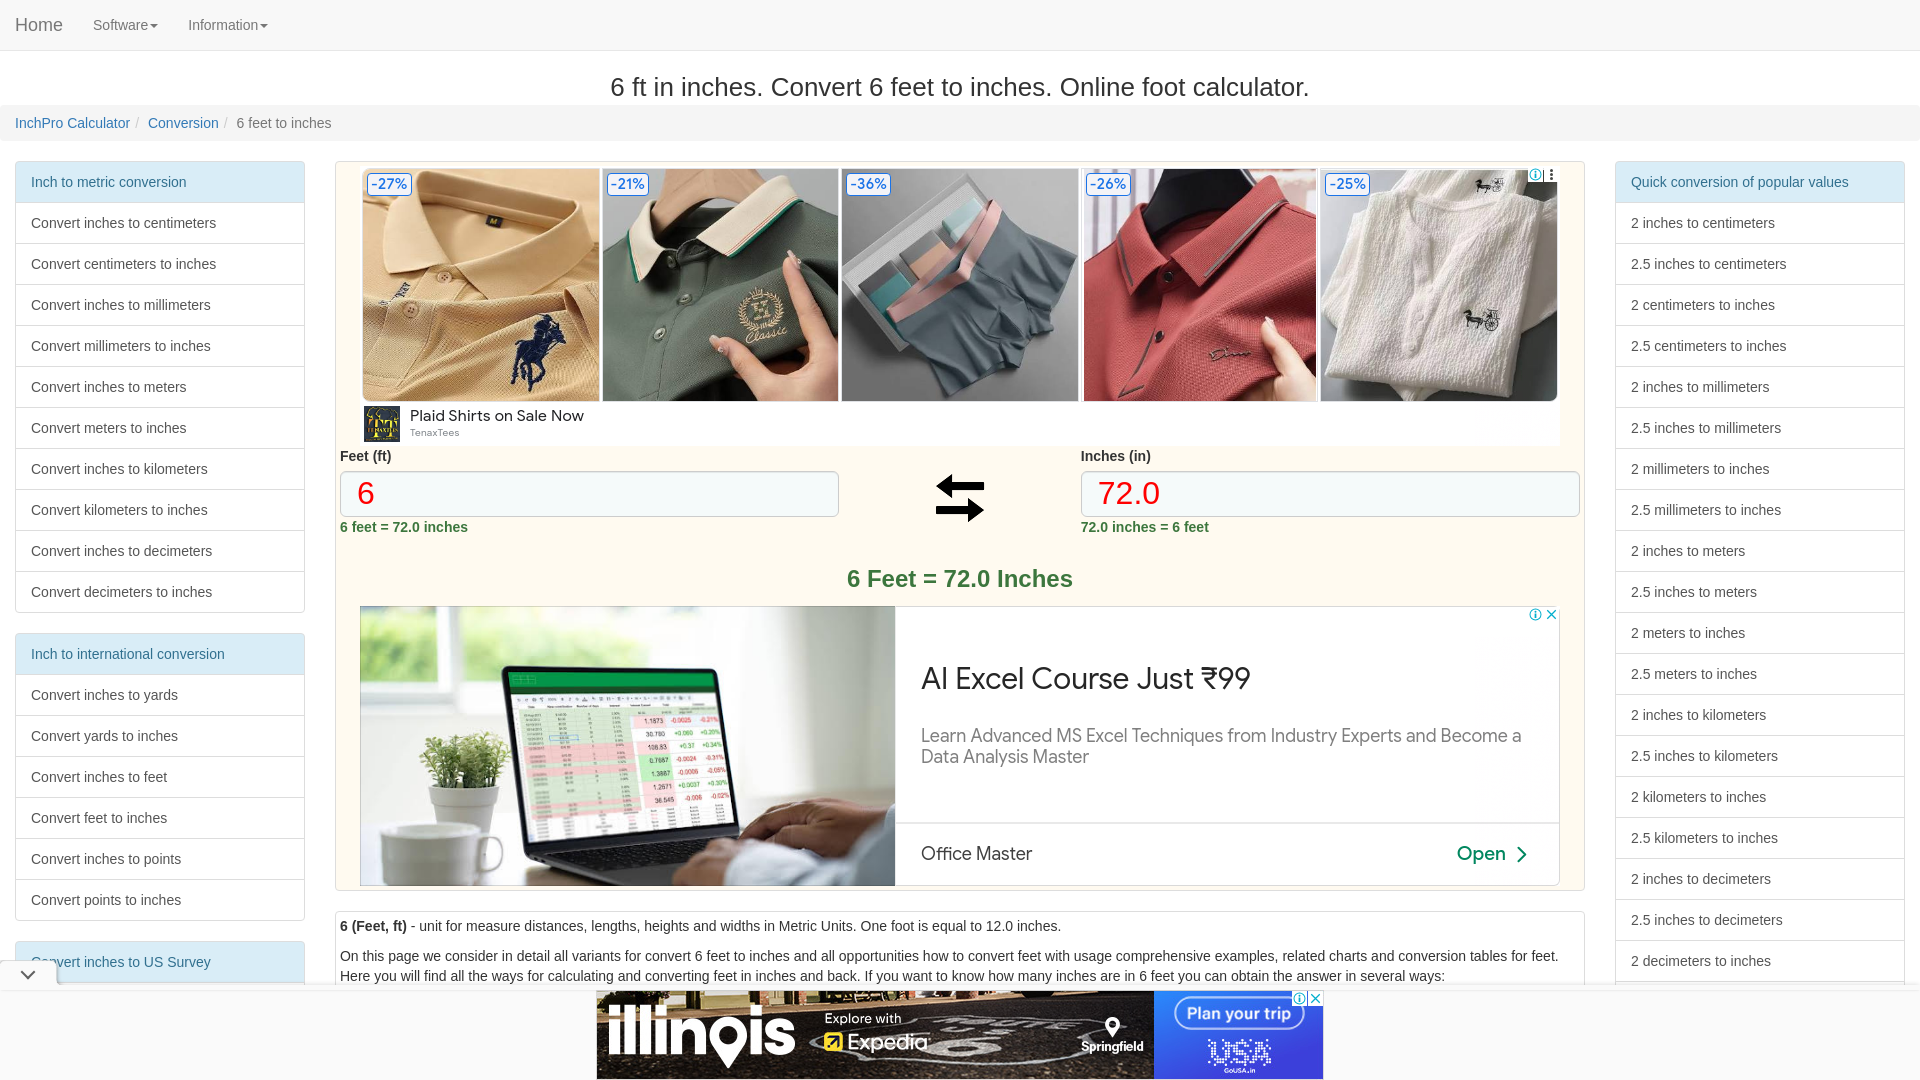 Home
Software
Information
6 ft in inches. Convert 6 feet to inches. Online foot calculator.
InchPro Calculator / Conversion / 6 feet to inches
Inch to metric conversion
Convert inches to centimeters
Convert centimeters to inches
Convert inches to millimeters
Convert millimeters to inches
Convert inches to meters
Convert meters to inches
Convert inches to kilometers
Convert kilometers to inches
Convert inches to decimeters
Convert decimeters to inches
Inch to international conversion
Convert inches to yards
Convert yards to inches
Convert inches to feet
Convert feet to inches
Convert inches to points
Convert points to inches
Convert inches to US Survey
-27%
-21%
-36%
-26%
-25%
M
Classic
Plaid Shirts on Sale Now
TenaxTees
Feet (ft)
6
6 feet = 72.0 inches
Inches (in)
72.0
72.0 inches = 6 feet
6 Feet = 72.0 Inches
AI Excel Course Just ₹99
Learn Advanced MS Excel Techniques from Industry Experts and Become a
Data Analysis Master
Office Master
Open
6 (Feet, ft) - unit for measure distances, lengths, heights and widths in Metric Units. One foot is equal to 12.0 inches.
On this page we consider in detail all variants for convert 6 feet to inches and all opportunities how to convert feet with usage comprehensive examples, related charts and conversion tables for feet.
Here you will find all the ways for calculating and converting feet in inches and back. If you want to know how many inches are in 6 feet you can obtain the answer in several ways:
Quick conversion of popular values
2 inches to centimeters
2.5 inches to centimeters
2 centimeters to inches
2.5 centimeters to inches
2 inches to millimeters
2.5 inches to millimeters
2 millimeters to inches
2.5 millimeters to inches
2 inches to meters
2.5 inches to meters
2 meters to inches
2.5 meters to inches
2 inches to kilometers
2.5 inches to kilometers
2 kilometers to inches
2.5 kilometers to inches
2 inches to decimeters
2.5 inches to decimeters
2 decimeters to inches
illinois
Explore with
Expedia
Springfield
Plan your trip
USA
GoUSA.in